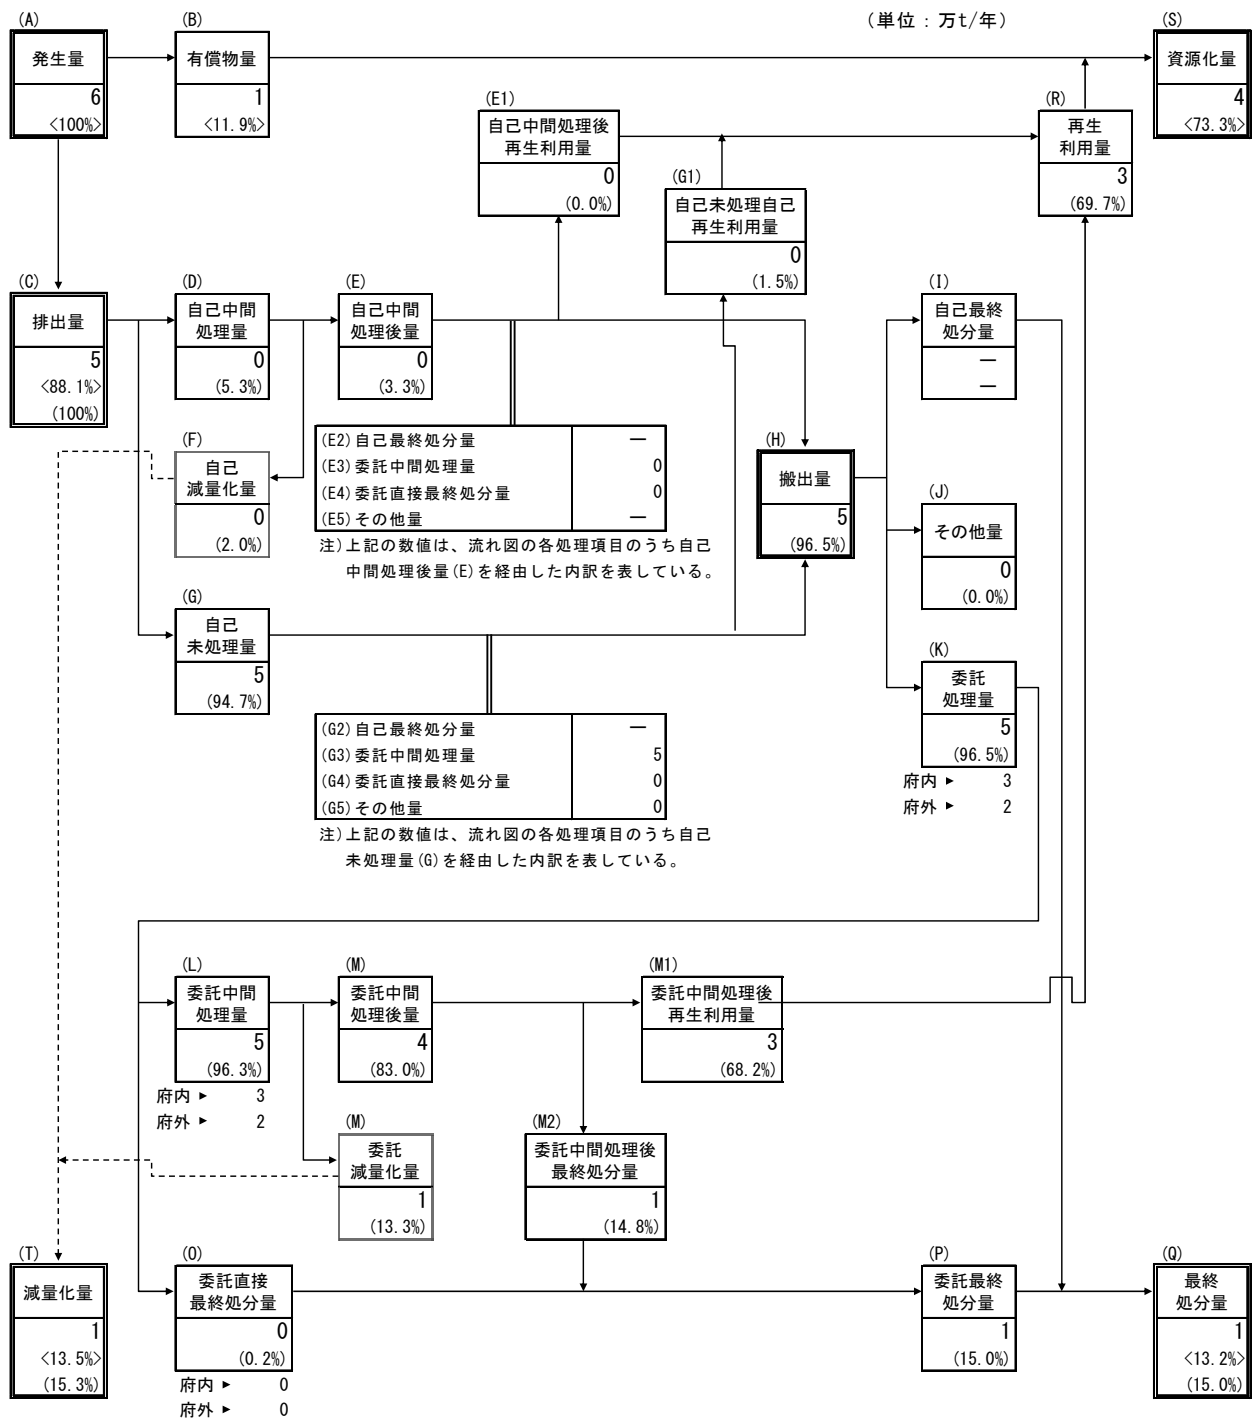 (単位：万t/年)
(A)
発生量
6
<100%>
(B)
有償物量
1
<11.9%>
(S)
資源化量
4
<73.3%>
(E1)
自己中間処理後
再生利用量
0
(0.0%)
(R)
再生
利用量
3
(69.7%)
(G1)
自己未処理自己
再生利用量
0
(1.5%)
(C)
排出量
5
<88.1%>
(100%)
(D)
自己中間
処理量
0
(5.3%)
(E)
自己中間
処理後量
0
(3.3%)
(I)
自己最終
処分量
－
－
(F)
自己
減量化量
0
(2.0%)
(E2)自己最終処分量 －
(E3)委託中間処理量 0
(E4)委託直接最終処分量 0
(E5)その他量 －
注)上記の数値は、流れ図の各処理項目のうち自己
中間処理後量(E)を経由した内訳を表している。
(H)
搬出量
5
(96.5%)
(J)
その他量
0
(0.0%)
(G)
自己
未処理量
5
(94.7%)
(K)
委託
処理量
5
(96.5%)
府内 ► 3
府外 ► 2
(G2)自己最終処分量 －
(G3)委託中間処理量 5
(G4)委託直接最終処分量 0
(G5)その他量 0
注)上記の数値は、流れ図の各処理項目のうち自己
未処理量(G)を経由した内訳を表している。
(L)
委託中間
処理量
5
(96.3%)
府内 ► 3
府外 ► 2
(M)
委託中間
処理後量
4
(83.0%)
(M1)
委託中間処理後
再生利用量
3
(68.2%)
(M)
委託
減量化量
1
(13.3%)
(M2)
委託中間処理後
最終処分量
1
(14.8%)
(T)
減量化量
1
<13.5%>
(15.3%)
(O)
委託直接
最終処分量
0
(0.2%)
府内 ► 0
府外 ► 0
(P)
委託最終
処分量
1
(15.0%)
(Q)
最終
処分量
1
<13.2%>
(15.0%)